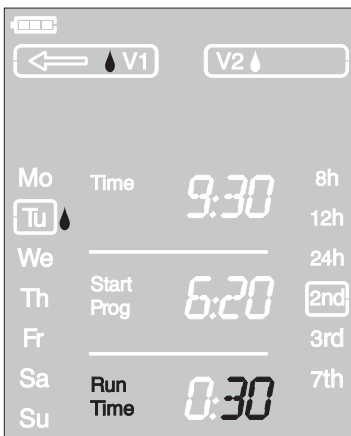 V1 V2
Mo Time 9:30 8h
Tu 12h
We 24h
Th Start Prog 6:20 2nd
Fr 3rd
Sa Run Time 0:30 7th
Su